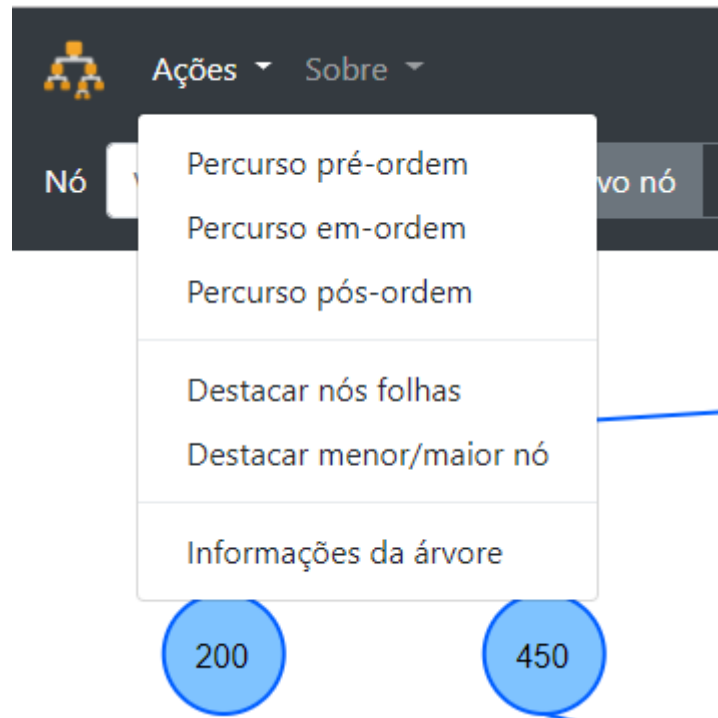 Ações Sobre
Nó vo nó
Percurso pré-ordem
Percurso em-ordem
Percurso pós-ordem
Destacar nós folhas
Destacar menor/maior nó
Informações da árvore
200 450